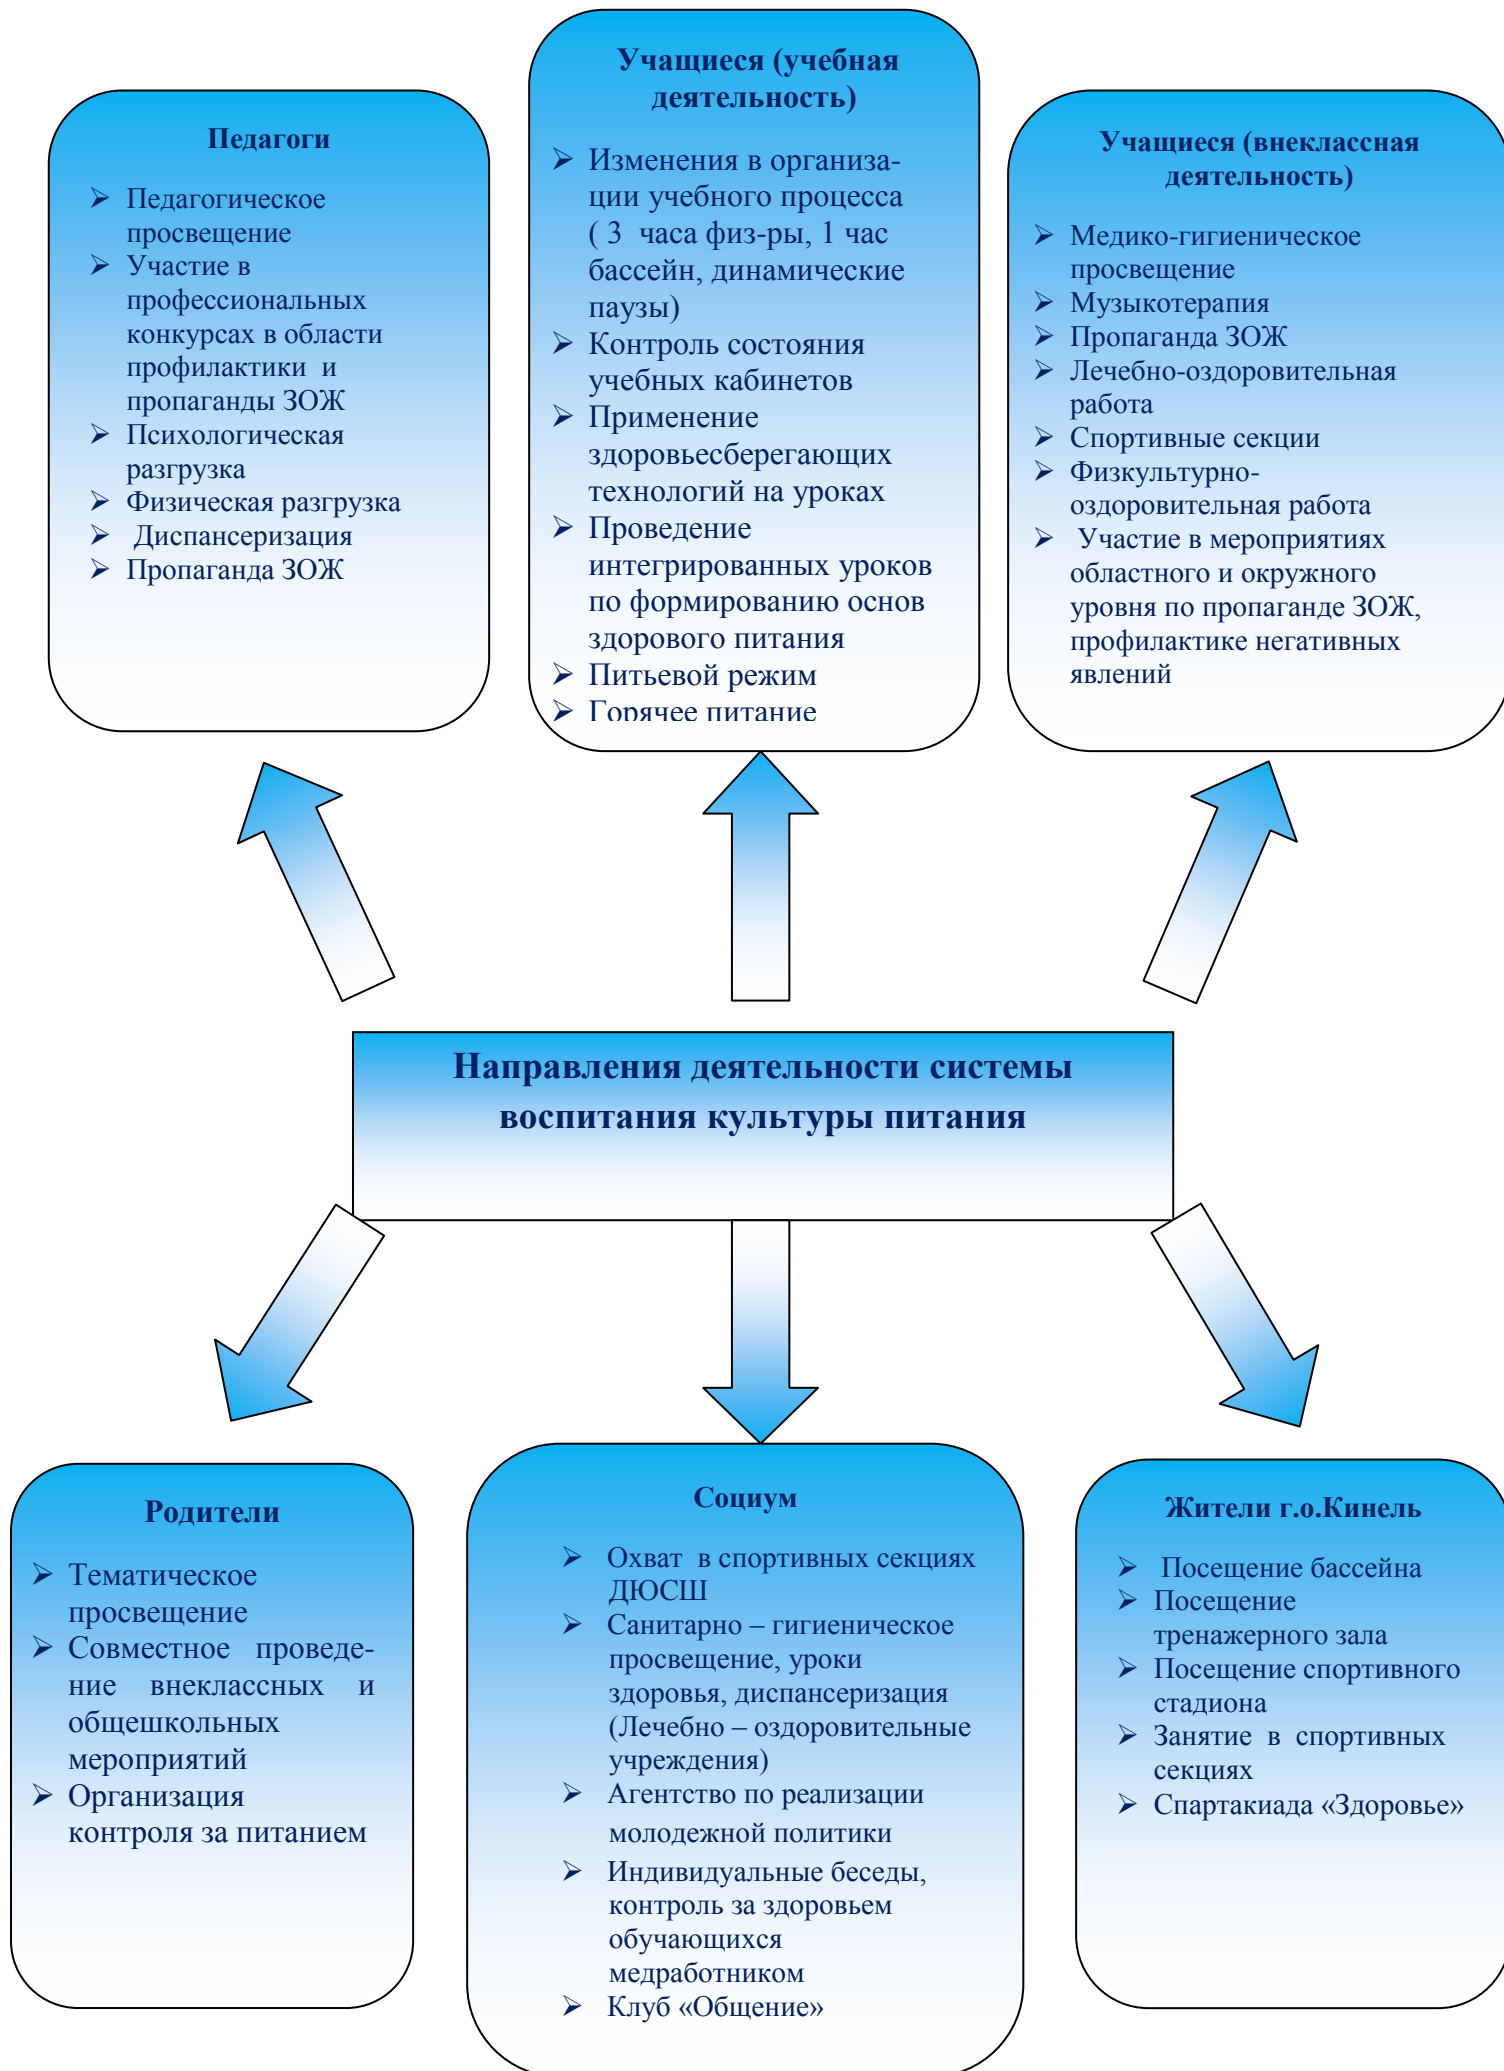 Педагоги
➢ Педагогическое
просвещение
➢ Участие в
профессиональных
конкурсах в области
профилактики и
пропаганды ЗОЖ
➢ Психологическая
разгрузка
➢ Физическая разгрузка
➢ Диспансеризация
➢ Пропаганда ЗОЖ
Учащиеся (учебная
деятельность)
➢ Изменения в организа-
ции учебного процесса
( 3 часа физ-ры, 1 час
бассейн, динамические
паузы)
➢ Контроль состояния
учебных кабинетов
➢ Применение
здоровьесберегающих
технологий на уроках
➢ Проведение
интегрированных уроков
по формированию основ
здорового питания
➢ Питьевой режим
➢ Горячее питание
Учащиеся (внеклассная
деятельность)
➢ Медико-гигиеническое
просвещение
➢ Музыкотерапия
➢ Пропаганда ЗОЖ
➢ Лечебно-оздоровительная
работа
➢ Спортивные секции
➢ Физкультурно-
оздоровительная работа
➢ Участие в мероприятиях
областного и окружного
уровня по пропаганде ЗОЖ,
профилактике негативных
явлений
Направления деятельности системы
воспитания культуры питания
Родители
➢ Тематическое
просвещение
➢ Совместное проведе-
ние внеклассных и
общешкольных
мероприятий
➢ Организация
контроля за питанием
Социум
➢ Охват в спортивных секциях
ДЮСШ
➢ Санитарно – гигиеническое
просвещение, уроки
здоровья, диспансеризация
(Лечебно – оздоровительные
учреждения)
➢ Агентство по реализации
молодежной политики
➢ Индивидуальные беседы,
контроль за здоровьем
обучающихся
медработником
➢ Клуб «Общение»
Жители г.о.Кинель
➢ Посещение бассейна
➢ Посещение
тренажерного зала
➢ Посещение спортивного
стадиона
➢ Занятие в спортивных
секциях
➢ Спартакиада «Здоровье»